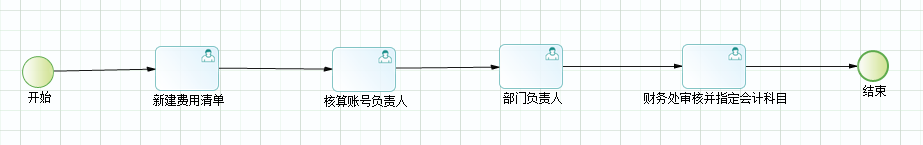 开始
新建费用清单
核算账号负责人
部门负责人
财务处审核并指定会计科目
结束